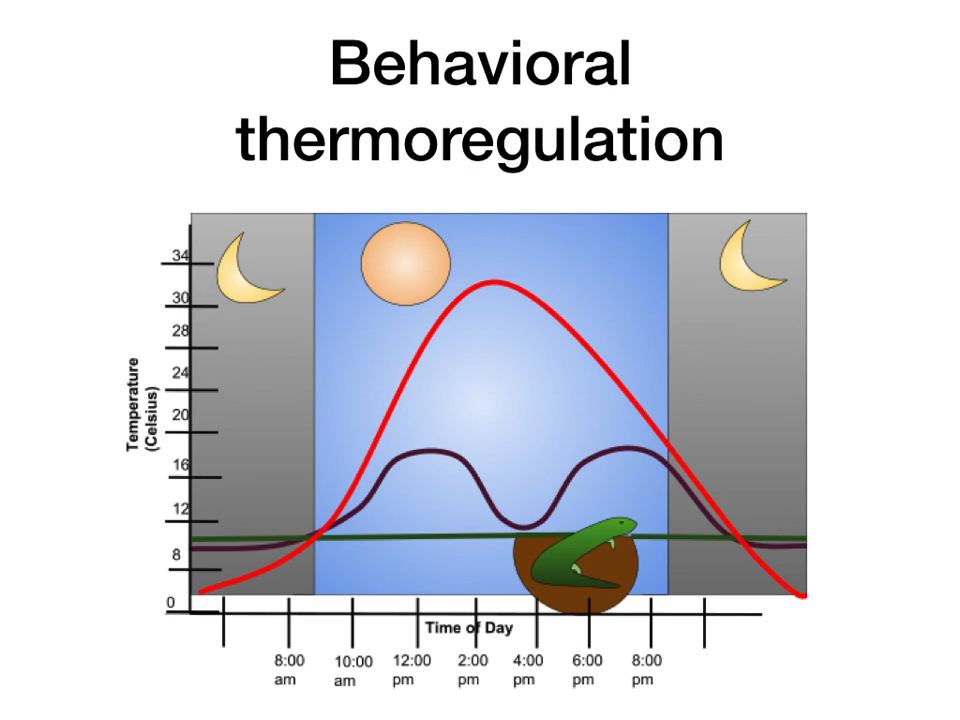 Behavioral
thermoregulation
34
30
28
24
20
16
12
8
0
Temperature
(Celsius)
Time of Day
8:00
am
10:00
am
12:00
pm
2:00
pm
4:00
pm
6:00
pm
8:00
pm